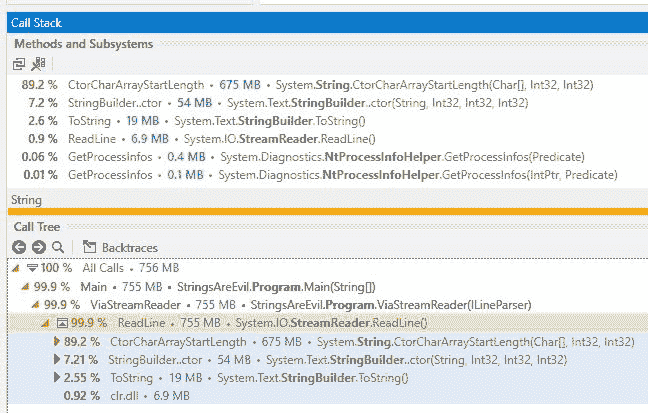 Call Stack
Methods and Subsystems
89.2 % CtorCharArrayStartLength • 675 MB • System.String.CtorCharArrayStartLength(Char[], Int32, Int32)
7.2 % StringBuilder..ctor • 54 MB • System.Text.StringBuilder..ctor(String, Int32, Int32, Int32)
2.6 % ToString • 19 MB • System.Text.StringBuilder.ToString()
0.9 % ReadLine • 6.9 MB • System.IO.StreamReader.ReadLine()
0.06 % GetProcessInfos • 0.4 MB • System.Diagnostics.NtProcessInfoHelper.GetProcessInfos(Predicate)
0.01 % GetProcessInfos • 0.1 MB • System.Diagnostics.NtProcessInfoHelper.GetProcessInfos(IntPtr, Predicate)
String
Call Tree
Backtraces
100 % All Calls • 756 MB
99.9 % Main • 755 MB • StringsAreEvil.Program.Main(String[])
99.9 % ViaStreamReader • 755 MB • StringsAreEvil.Program.ViaStreamReader(ILineParser)
99.9 % ReadLine • 755 MB • System.IO.StreamReader.ReadLine()
89.2 % CtorCharArrayStartLength • 675 MB • System.String.CtorCharArrayStartLength(Char[], Int32, Int32)
7.21 % StringBuilder..ctor • 54 MB • System.Text.StringBuilder..ctor(String, Int32, Int32, Int32)
2.55 % ToString • 19 MB • System.Text.StringBuilder.ToString()
0.92 % clr.dll • 6.9 MB